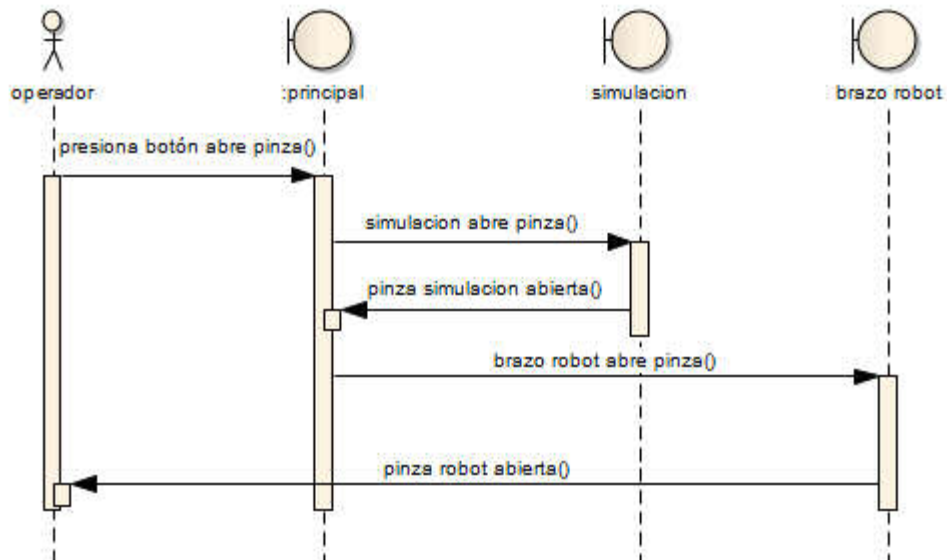 operador
:principal
simulacion
brazo robot
presiona botón abre pinza()
simulacion abre pinza()
pinza simulacion abierta()
brazo robot abre pinza()
pinza robot abierta()